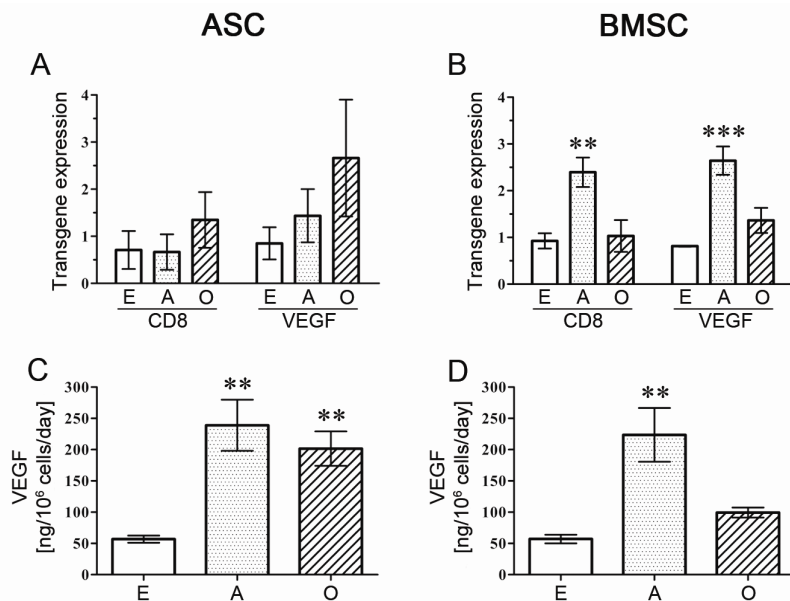 ASC
BMSC
A
Transgene expression
4
3
2
1
0
E A O
CD8
E A O
VEGF
B
Transgene expression
4
3
2
1
0
**
***
E A O
CD8
E A O
VEGF
C
VEGF
[ng/10⁶ cells/day]
300
250
200
150
100
50
0
**
**
E A O
D
VEGF
[ng/10⁶ cells/day]
300
250
200
150
100
50
0
**
E A O